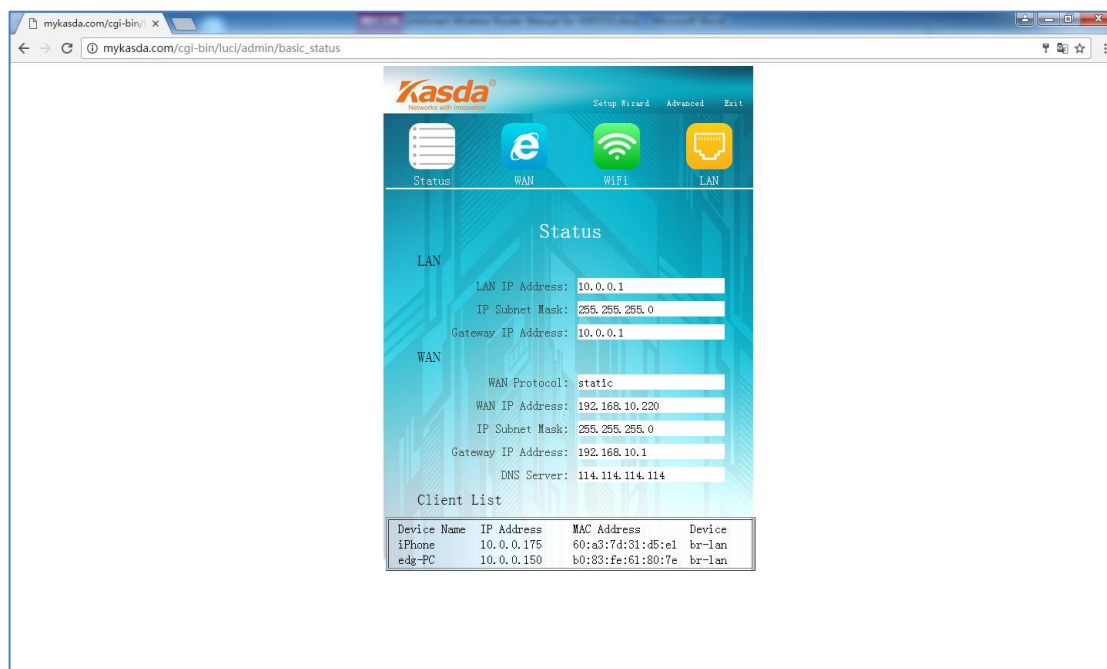 mykasda.com/cgi-bin/l
mykasda.com/cgi-bin/luci/admin/basic_status
Kasda®
Networks with Innovation
Setup Wizard Advanced Exit
Status WAN WiFi LAN
Status
LAN
LAN IP Address: 10.0.0.1
IP Subnet Mask: 255.255.255.0
Gateway IP Address: 10.0.0.1
WAN
WAN Protocol: static
WAN IP Address: 192.168.10.220
IP Subnet Mask: 255.255.255.0
Gateway IP Address: 192.168.10.1
DNS Server: 114.114.114.114
Client List
Device Name IP Address MAC Address Device
iPhone 10.0.0.175 60:a3:7d:31:d5:e1 br-lan
edg-PC 10.0.0.150 b0:83:fe:61:80:7e br-lan